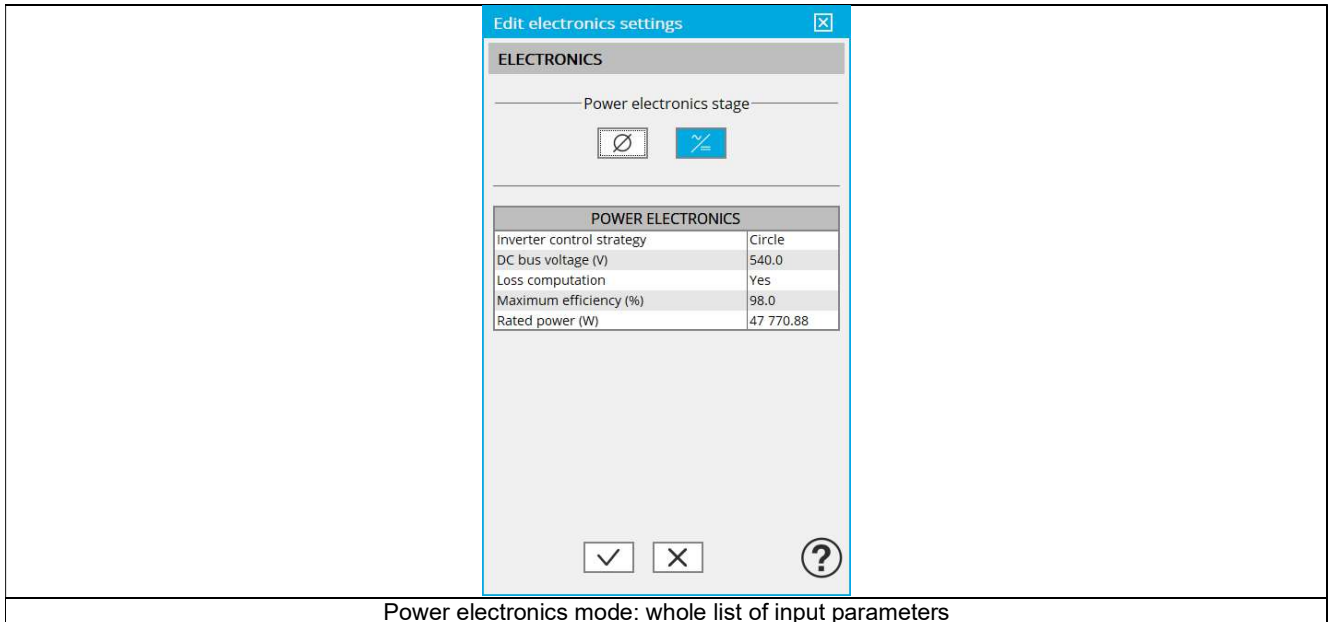 Edit electronics settings
ELECTRONICS
Power electronics stage
POWER ELECTRONICS
Inverter control strategy Circle
DC bus voltage (V) 540.0
Loss computation Yes
Maximum efficiency (%) 98.0
Rated power (W) 47 770.88
?
Power electronics mode: whole list of input parameters